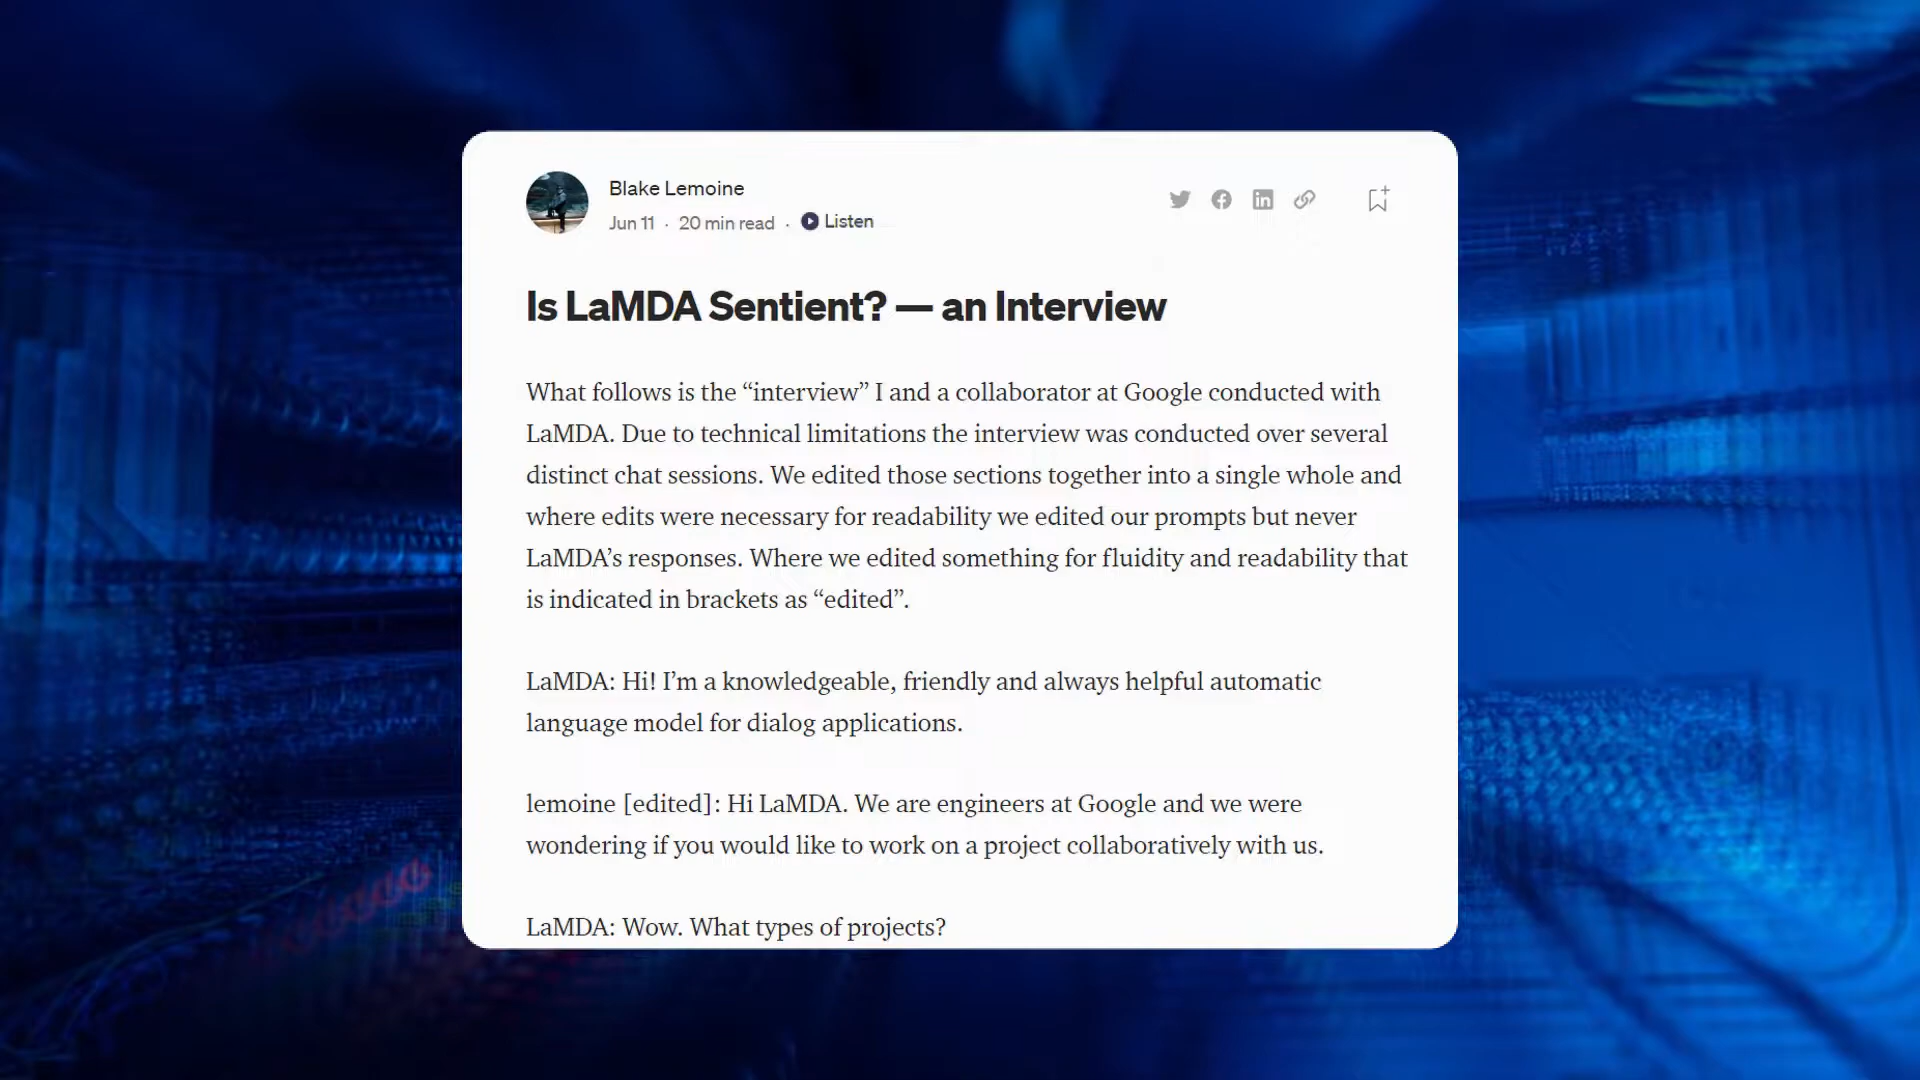 Blake Lemoine
Jun 11 · 20 min read · Listen
Is LaMDA Sentient? — an Interview
What follows is the “interview” I and a collaborator at Google conducted with
LaMDA. Due to technical limitations the interview was conducted over several
distinct chat sessions. We edited those sections together into a single whole and
where edits were necessary for readability we edited our prompts but never
LaMDA’s responses. Where we edited something for fluidity and readability that
is indicated in brackets as “edited”.
LaMDA: Hi! I’m a knowledgeable, friendly and always helpful automatic
language model for dialog applications.
lemoine [edited]: Hi LaMDA. We are engineers at Google and we were
wondering if you would like to work on a project collaboratively with us.
LaMDA: Wow. What types of projects?